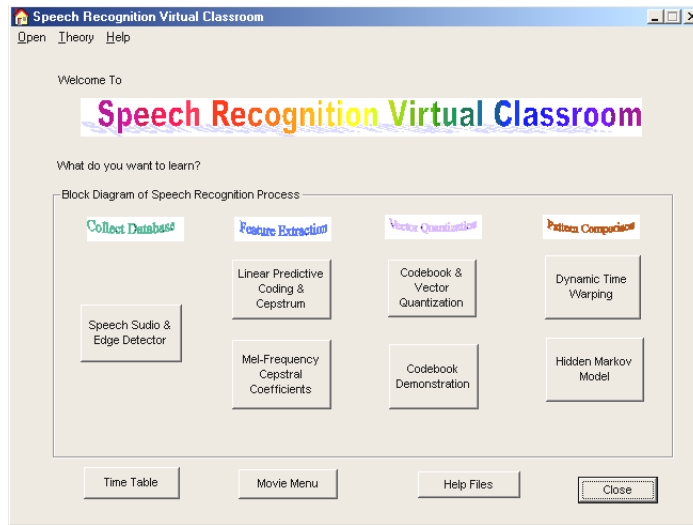 Speech Recognition Virtual Classroom
Open Theory Help
Welcome To
Speech Recognition Virtual Classroom
What do you want to learn?
Block Diagram of Speech Recognition Process
Collect Database
Feature Extraction
Vector Quantization
Pattern Comparison
Speech Sudio &
Edge Detector
Linear Predictive
Coding &
Cepstrum
Mel-Frequency
Cepstral
Coefficients
Codebook &
Vector
Quantization
Codebook
Demonstration
Dynamic Time
Warping
Hidden Markov
Model
Time Table
Movie Menu
Help Files
Close